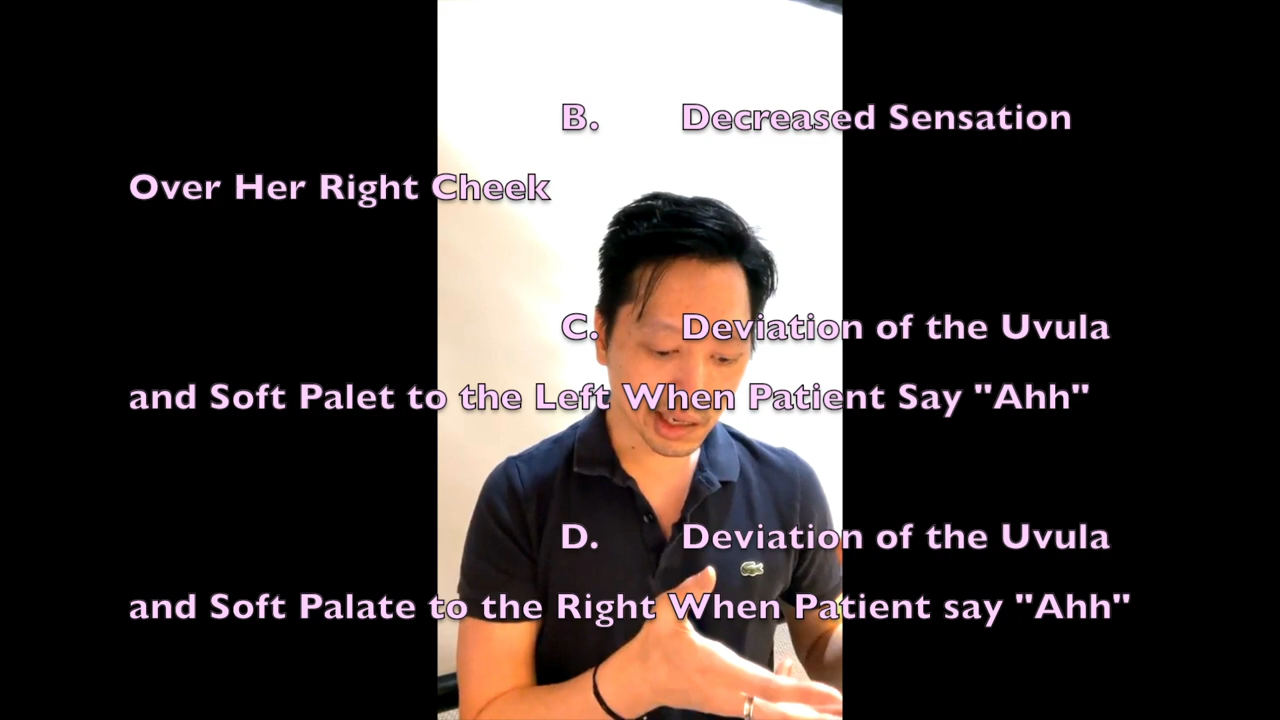 B. Decreased Sensation
Over Her Right Cheek
C. Deviation of the Uvula
and Soft Palet to the Left When Patient Say "Ahh"
D. Deviation of the Uvula
and Soft Palate to the Right When Patient say "Ahh"